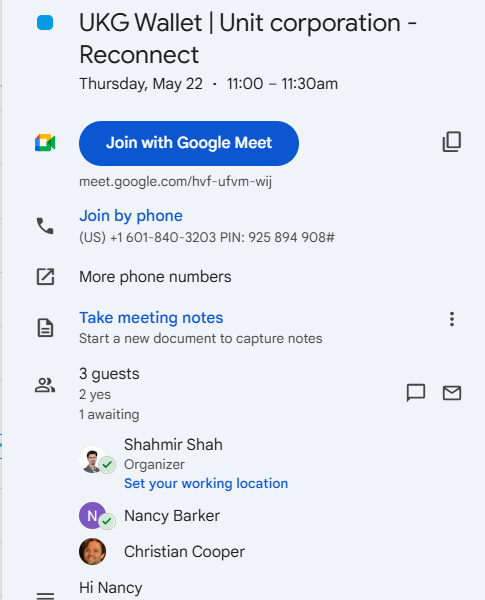 UKG Wallet | Unit corporation -
Reconnect
Thursday, May 22 · 11:00 – 11:30am
Join with Google Meet
meet.google.com/hvf-ufvm-wij
Join by phone
(US) +1 601-840-3203 PIN: 925 894 908#
More phone numbers
Take meeting notes
Start a new document to capture notes
3 guests
2 yes
1 awaiting
Shahmir Shah
Organizer
Set your working location
N
Nancy Barker
Christian Cooper
Hi Nancy